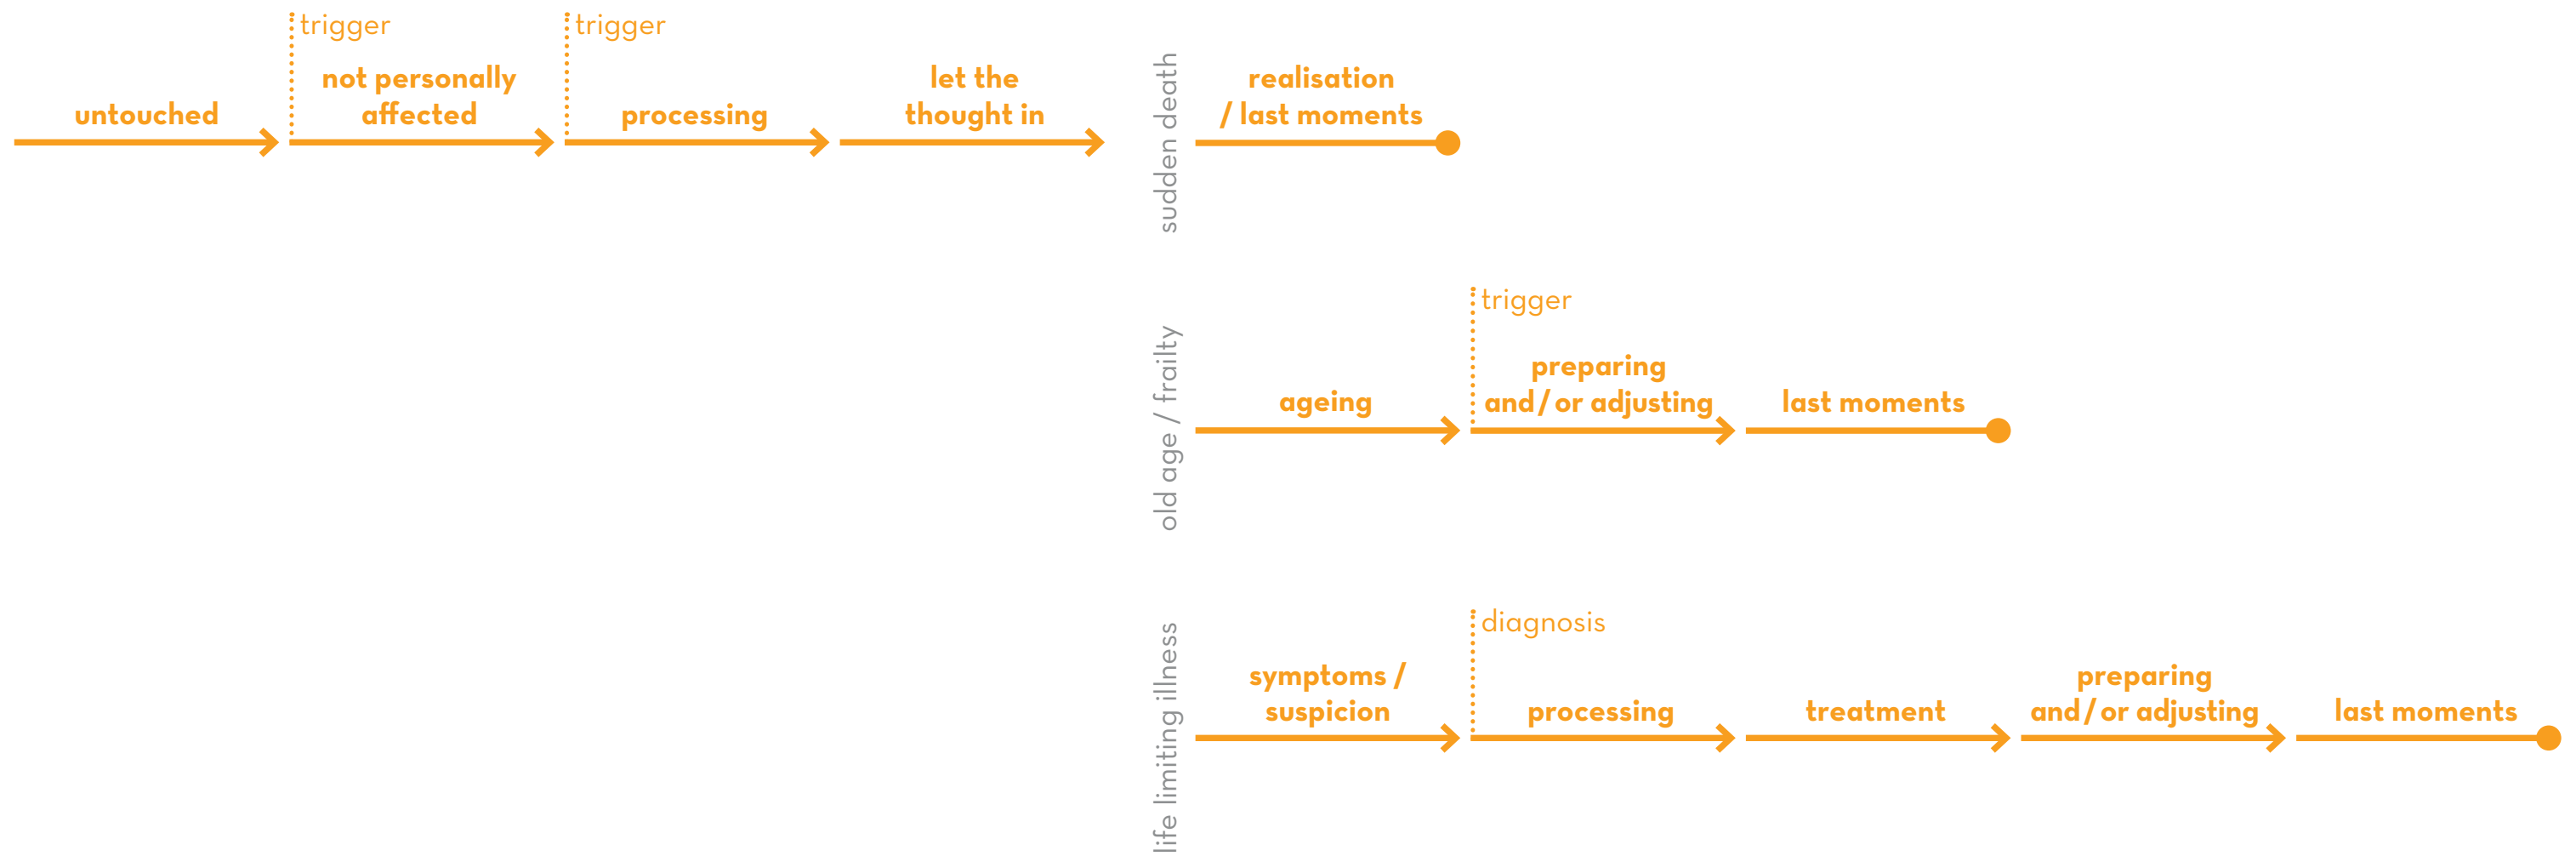 trigger
trigger
untouched
not personally
affected
processing
let the
thought in
sudden death
realisation
/ last moments
old age / frailty
trigger
ageing
preparing
and / or adjusting
last moments
life limiting illness
diagnosis
symptoms /
suspicion
processing
treatment
preparing
and / or adjusting
last moments